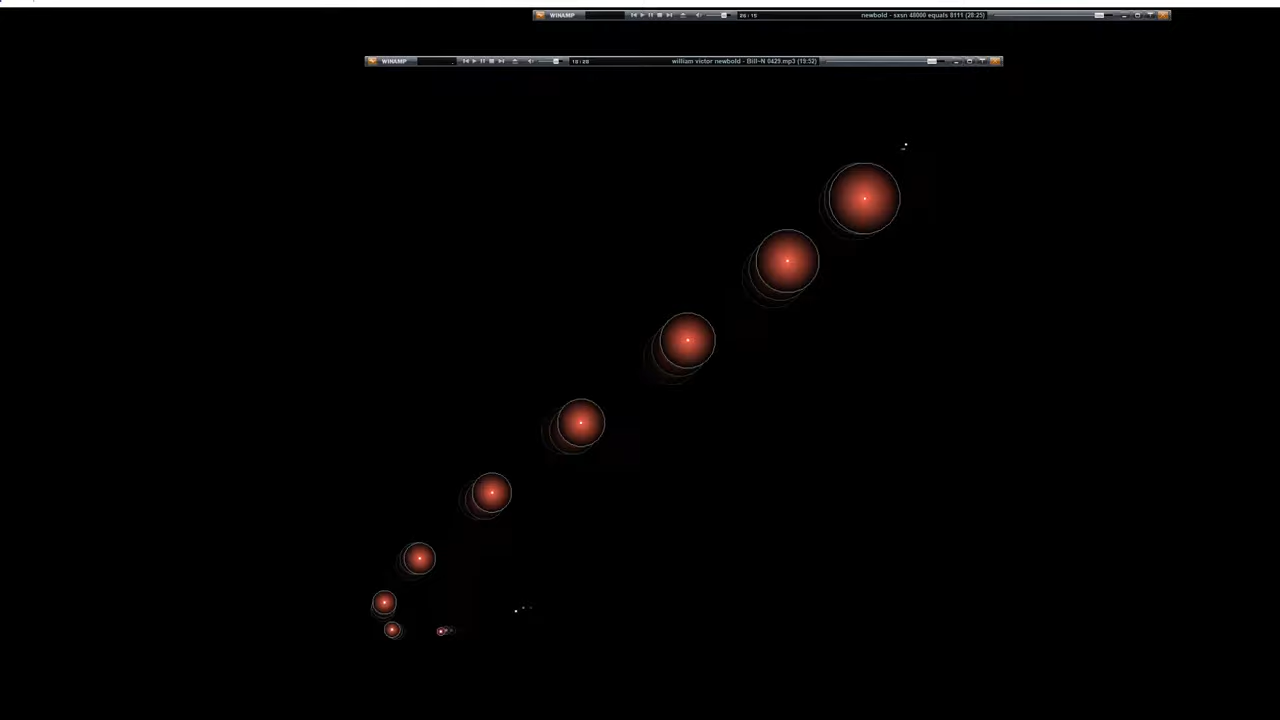 WINAMP 26:15 newbold - sxsn 48000 equals 8111 (28:25)
WINAMP 18:28 william victor newbold - Bill-N 0429.mp3 (19:52)